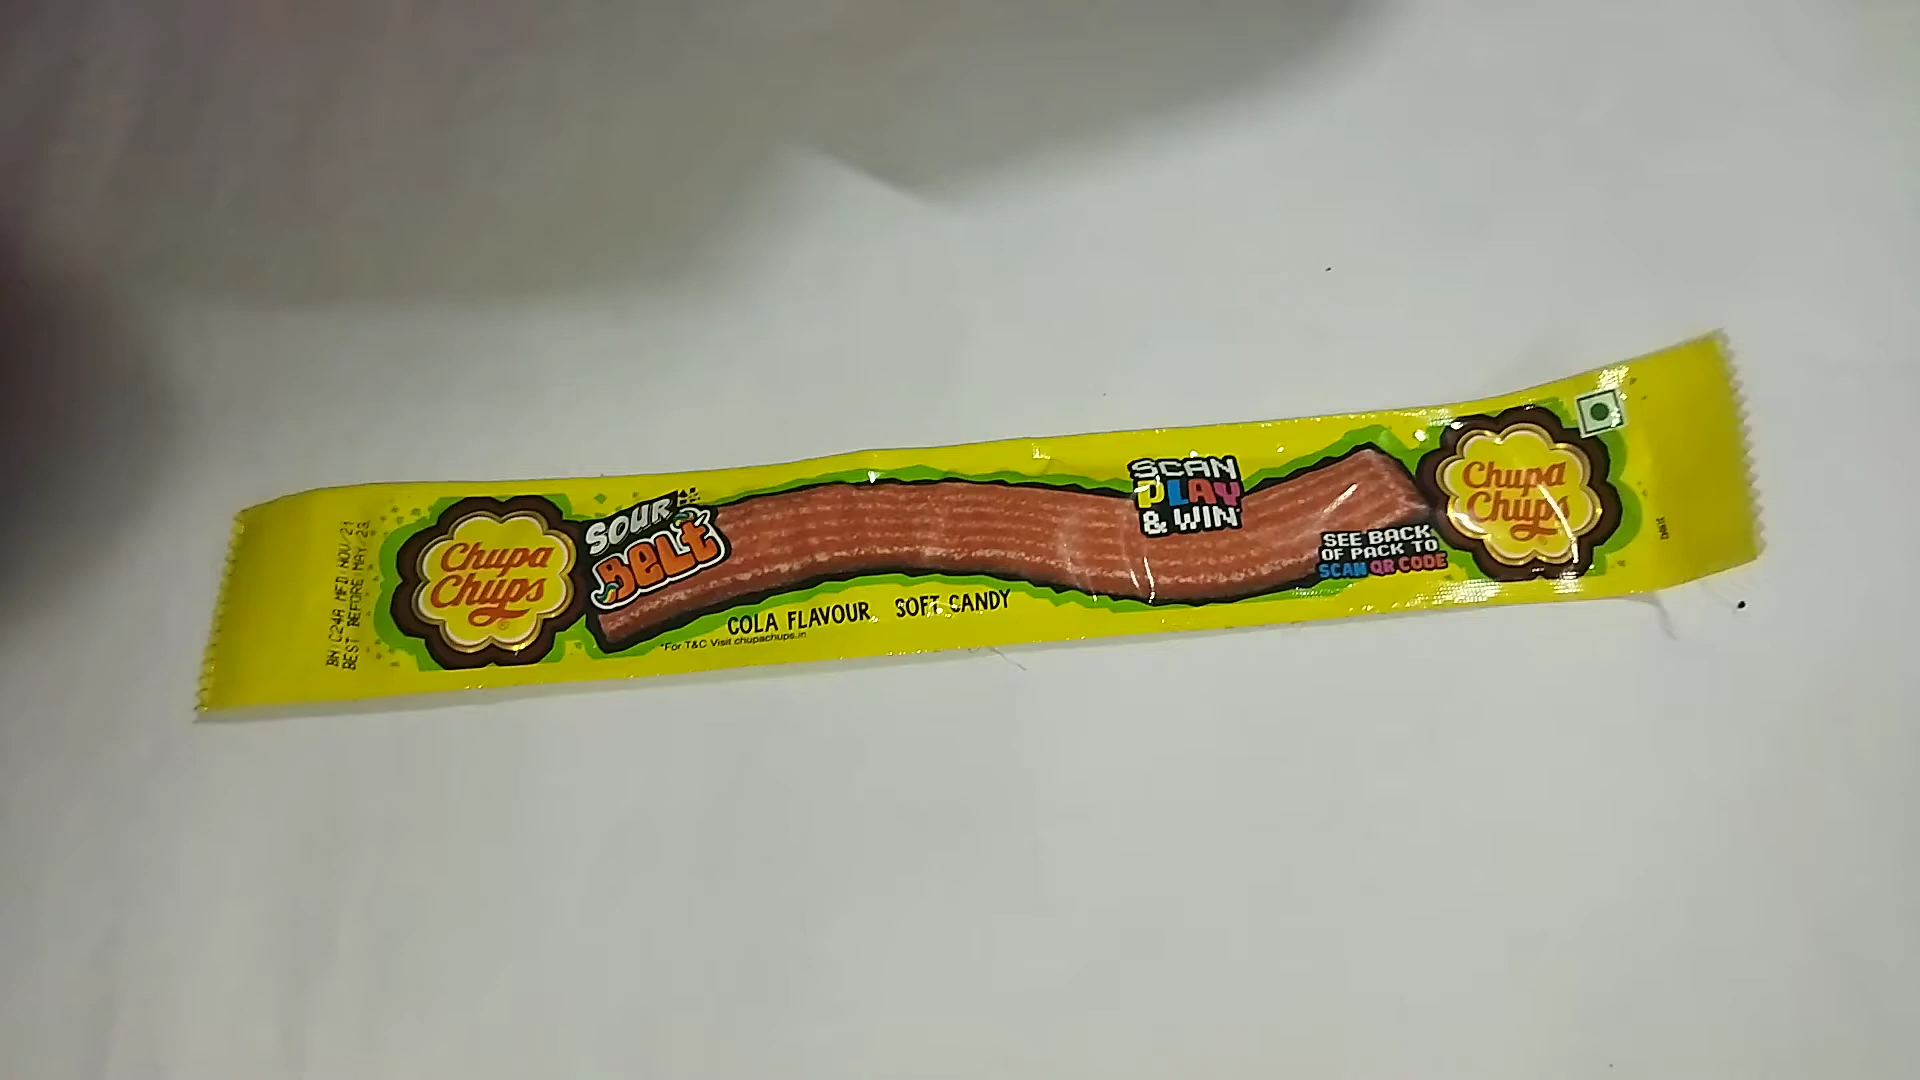 BN:C24A MFD:NOV/21
BEST BEFORE MAY/23
Chupa
Chups
SOUR
BELT
COLA FLAVOUR SOFT CANDY
*For T&C Visit chupachups.in
SCAN
PLAY
& WIN*
SEE BACK
OF PACK TO
SCAN QR CODE
Chupa
Chups